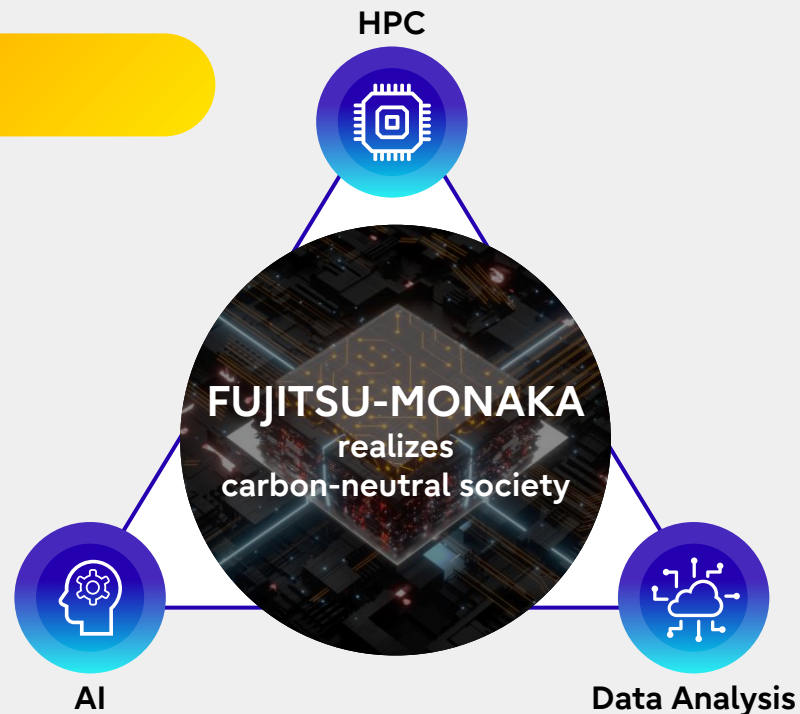 HPC
FUJITSU-MONAKA
realizes
carbon-neutral society
AI
Data Analysis